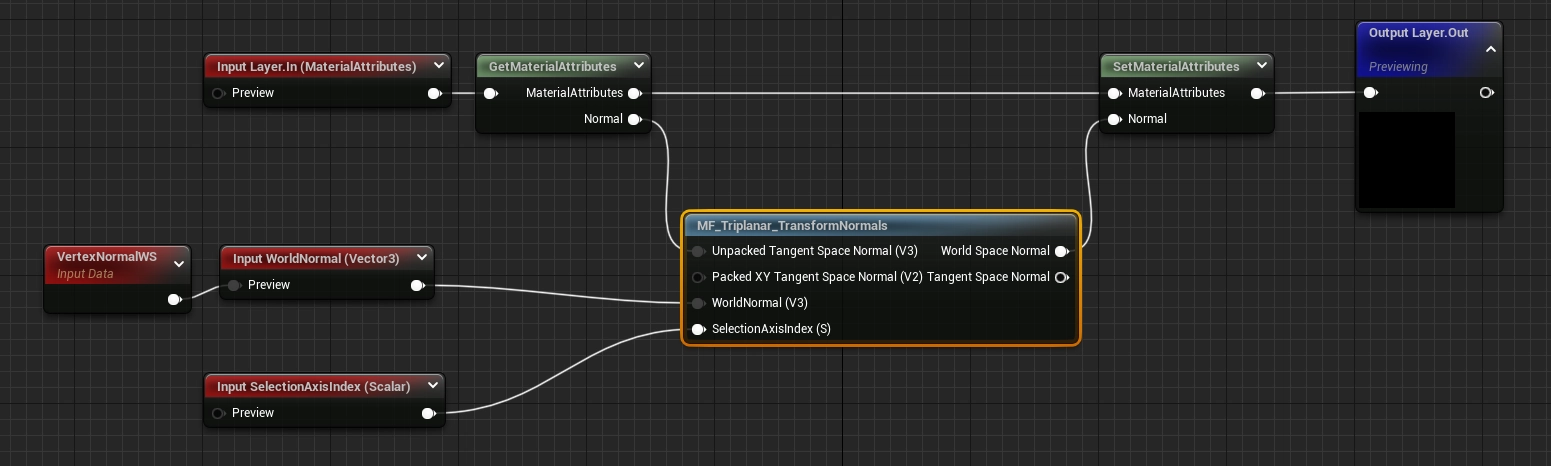 Input Layer.In (MaterialAttributes)
Preview
GetMaterialAttributes
MaterialAttributes
Normal
SetMaterialAttributes
MaterialAttributes
Normal
Output Layer.Out
Previewing
VertexNormalWS
Input Data
Input WorldNormal (Vector3)
Preview
MF_Triplanar_TransformNormals
Unpacked Tangent Space Normal (V3) World Space Normal
Packed XY Tangent Space Normal (V2) Tangent Space Normal
WorldNormal (V3)
SelectionAxisIndex (S)
Input SelectionAxisIndex (Scalar)
Preview